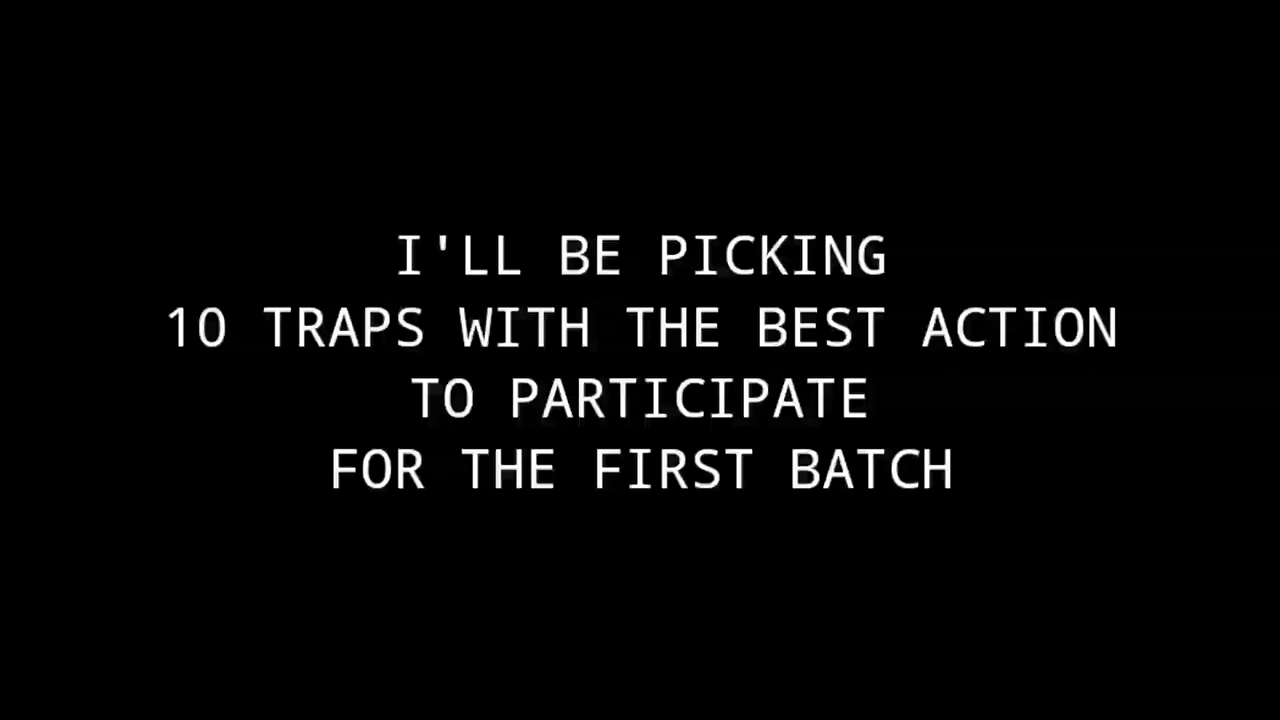 I'LL BE PICKING
10 TRAPS WITH THE BEST ACTION
TO PARTICIPATE
FOR THE FIRST BATCH